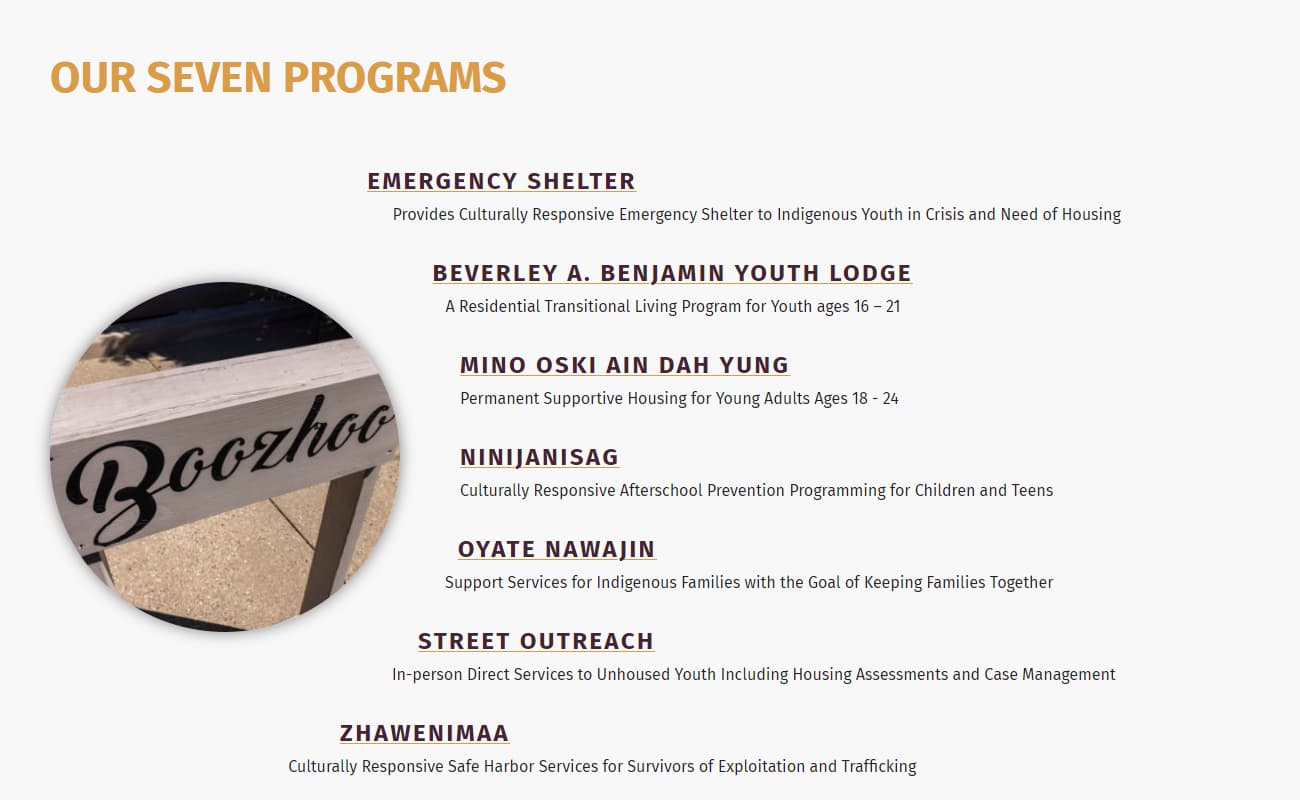 OUR SEVEN PROGRAMS
EMERGENCY SHELTER
Provides Culturally Responsive Emergency Shelter to Indigenous Youth in Crisis and Need of Housing
BEVERLEY A. BENJAMIN YOUTH LODGE
A Residential Transitional Living Program for Youth ages 16 – 21
MINO OSKI AIN DAH YUNG
Permanent Supportive Housing for Young Adults Ages 18 - 24
Boozhoo
NINIJANISAG
Culturally Responsive Afterschool Prevention Programming for Children and Teens
OYATE NAWAJIN
Support Services for Indigenous Families with the Goal of Keeping Families Together
STREET OUTREACH
In-person Direct Services to Unhoused Youth Including Housing Assessments and Case Management
ZHAWENIMAA
Culturally Responsive Safe Harbor Services for Survivors of Exploitation and Trafficking